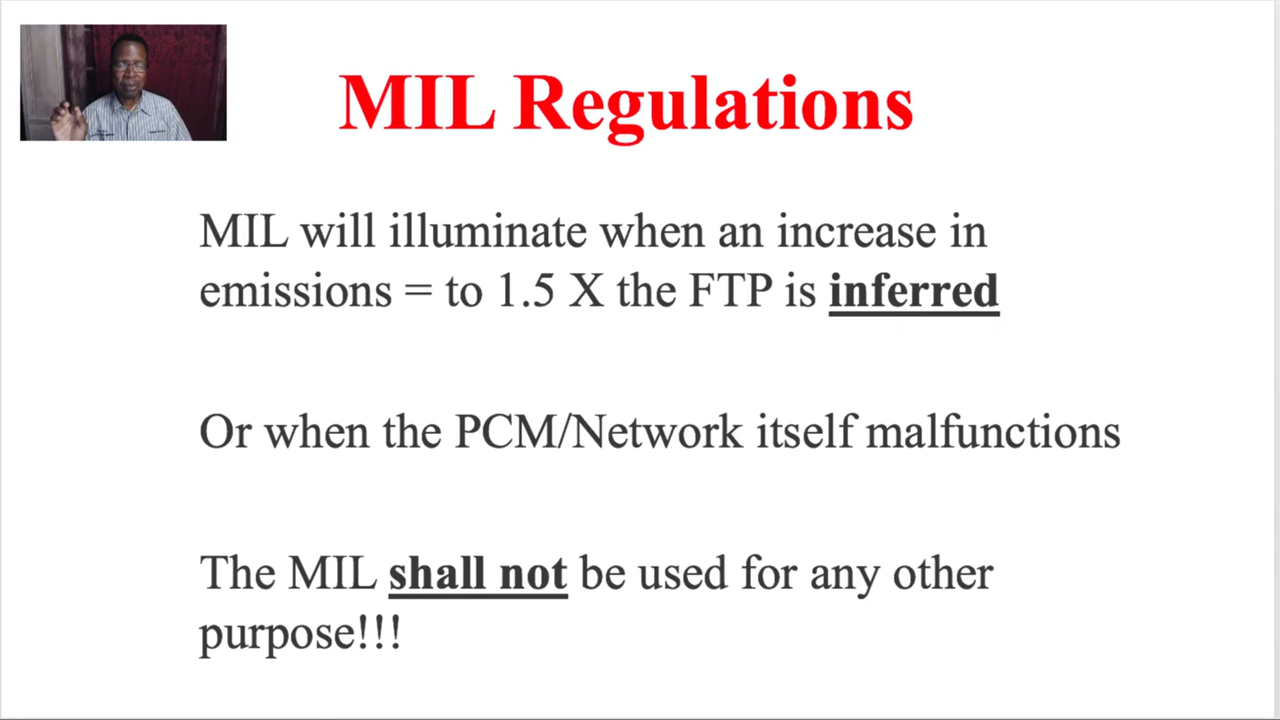 MIL Regulations
MIL will illuminate when an increase in
emissions = to 1.5 X the FTP is inferred
Or when the PCM/Network itself malfunctions
The MIL shall not be used for any other
purpose!!!